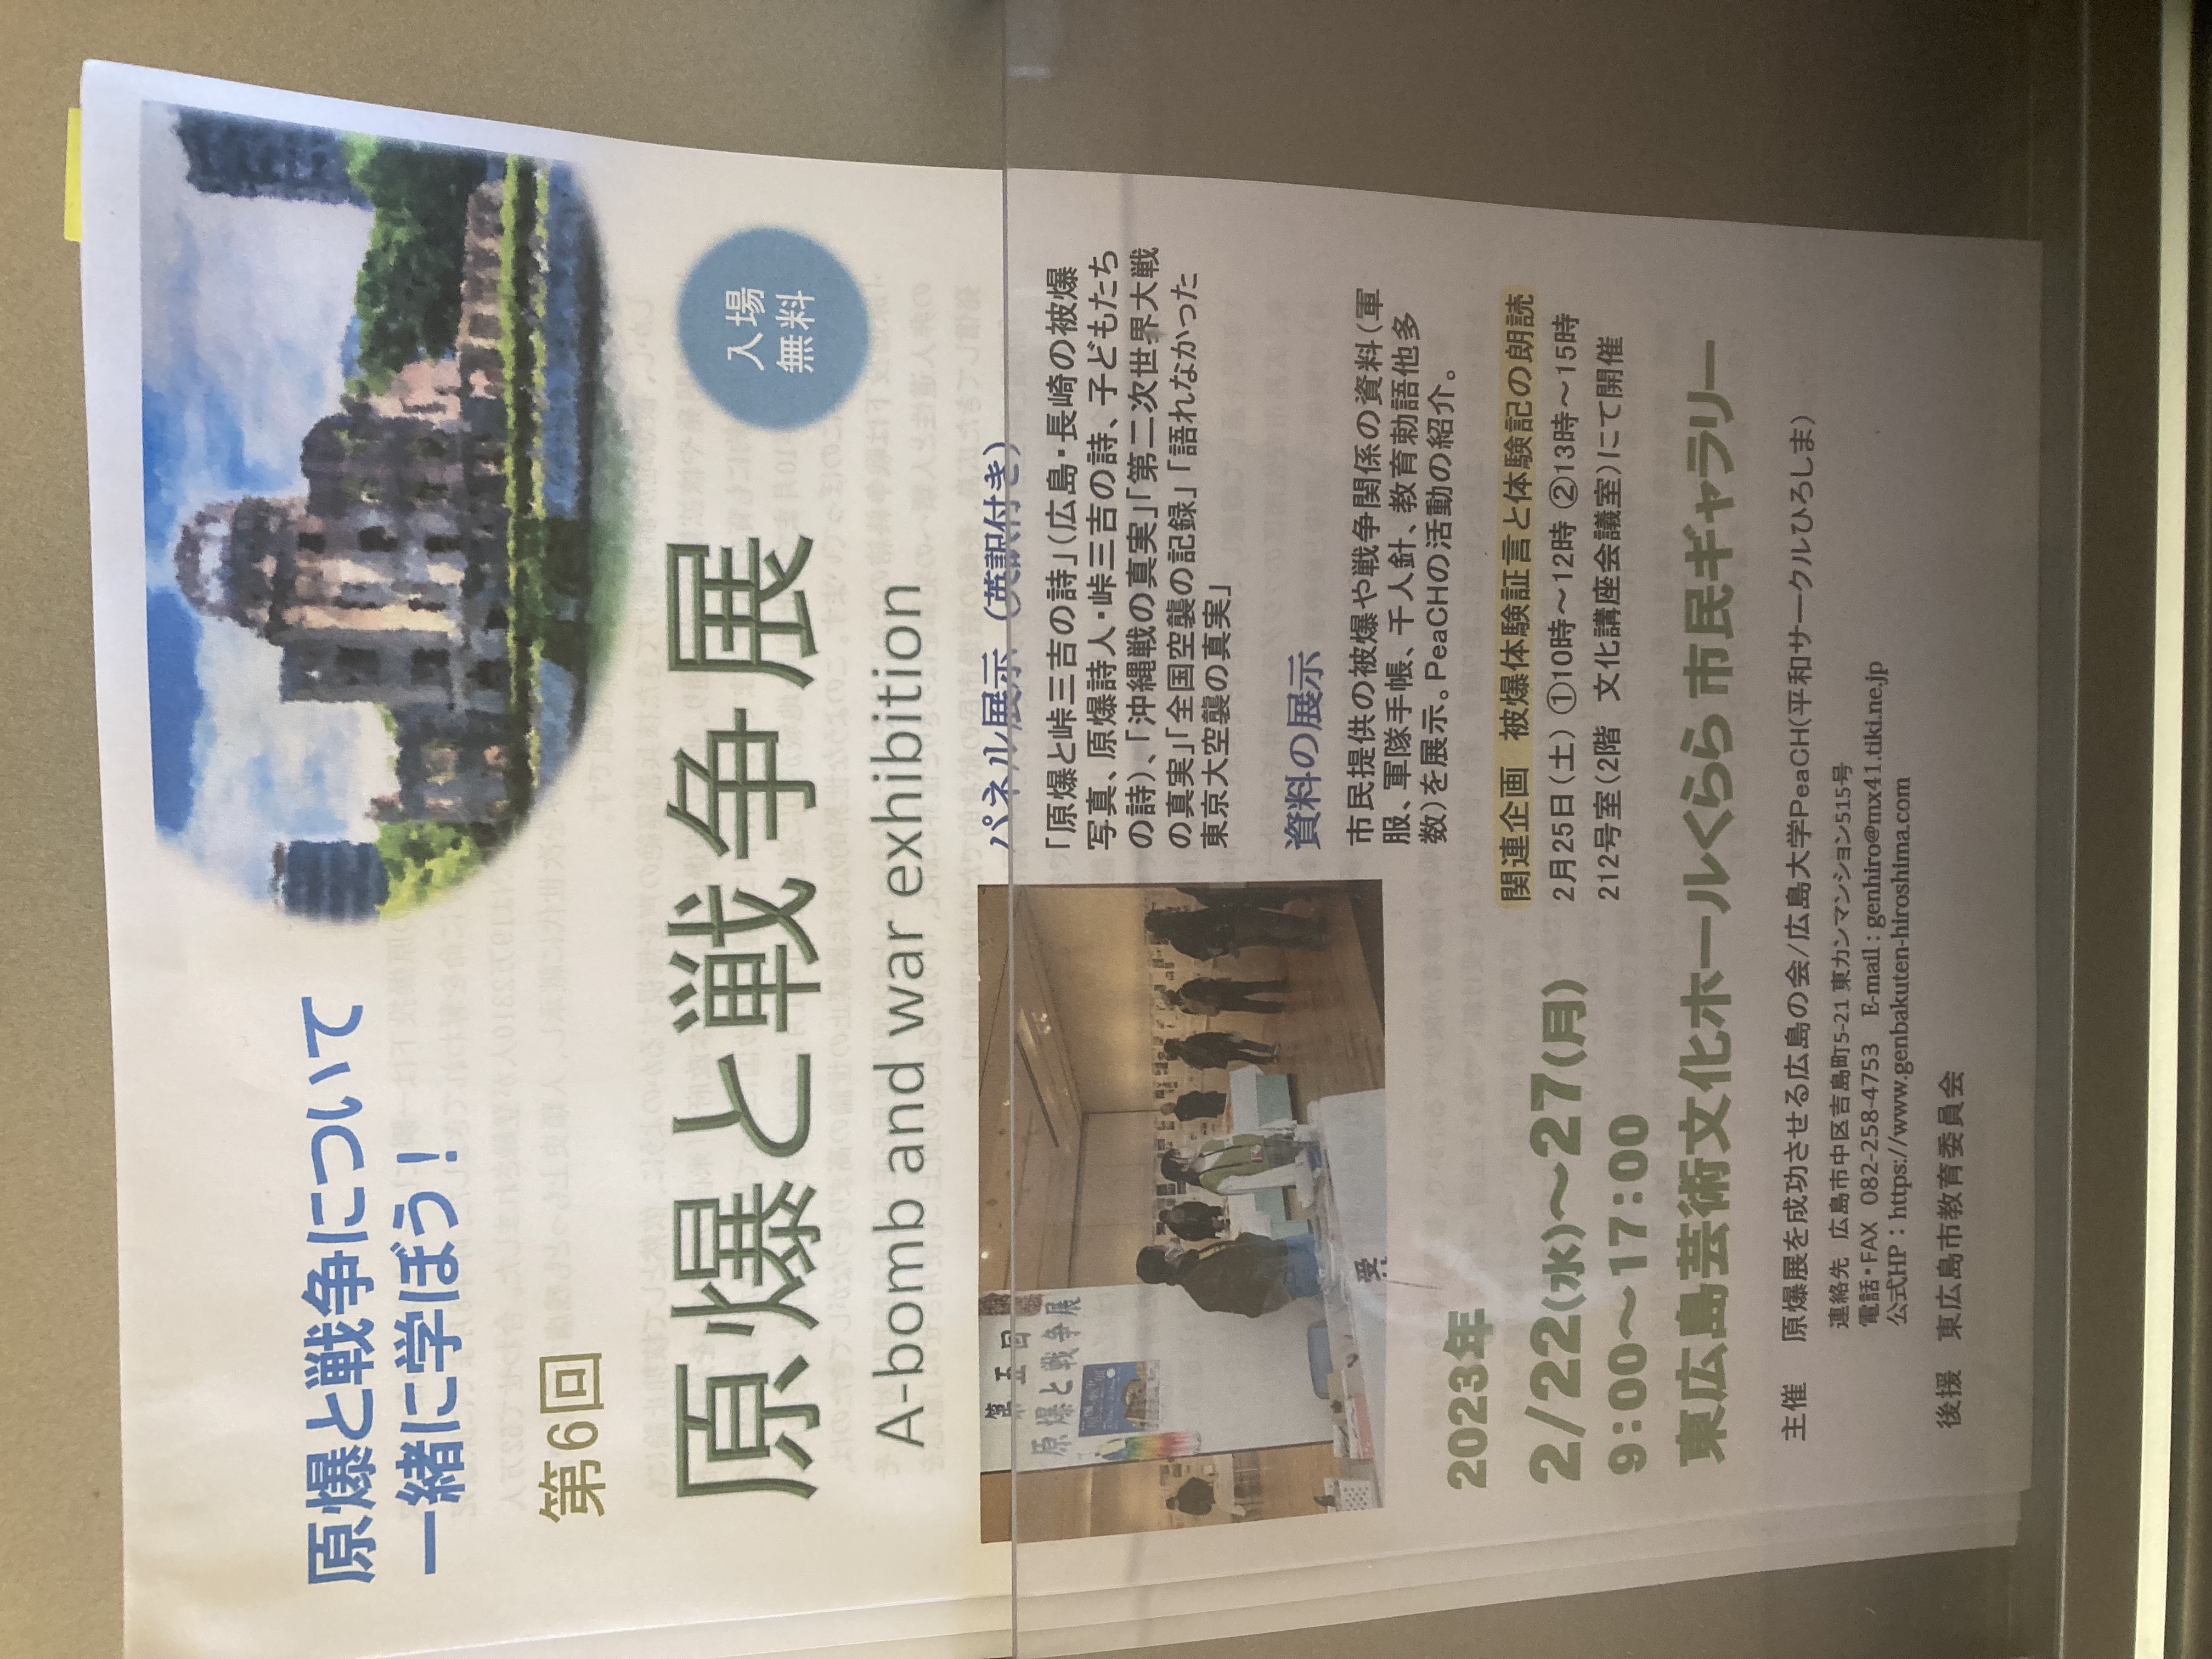 原爆と戦争について
一緒に学ぼう！
第6回
原爆と戦争展
入場
無料
A-bomb and war exhibition
第五回
原爆と戦争展
受
パネル展示（英訳付き）
「原爆と峠三吉の詩」（広島・長崎の被爆
写真、原爆詩人・峠三吉の詩、子どもたち
の詩）、「沖縄戦の真実」「第二次世界大戦
の真実」「全国空襲の記録」「語れなかった
東京大空襲の真実」
資料の展示
市民提供の被爆や戦争関係の資料（軍
服、軍隊手帳、千人針、教育勅語他多
数）を展示。PeaCHの活動の紹介。
2023年
2/22(水)～27(月)
9：00～17：00
関連企画　被爆体験証言と体験記の朗読
2月25日（土）①10時～12時 ②13時～15時
212号室（2階　文化講座会議室）にて開催
東広島芸術文化ホールくらら 市民ギャラリー
主催　原爆展を成功させる広島の会/広島大学PeaCH(平和サークルひろしま)
連絡先　広島市中区吉島町5-21 東カンマンション515号
電話・FAX　082-258-4753　E-mail : genhiro@mx41.tiki.ne.jp
公式HP：https://www.genbakuten-hiroshima.com
後援　東広島市教育委員会